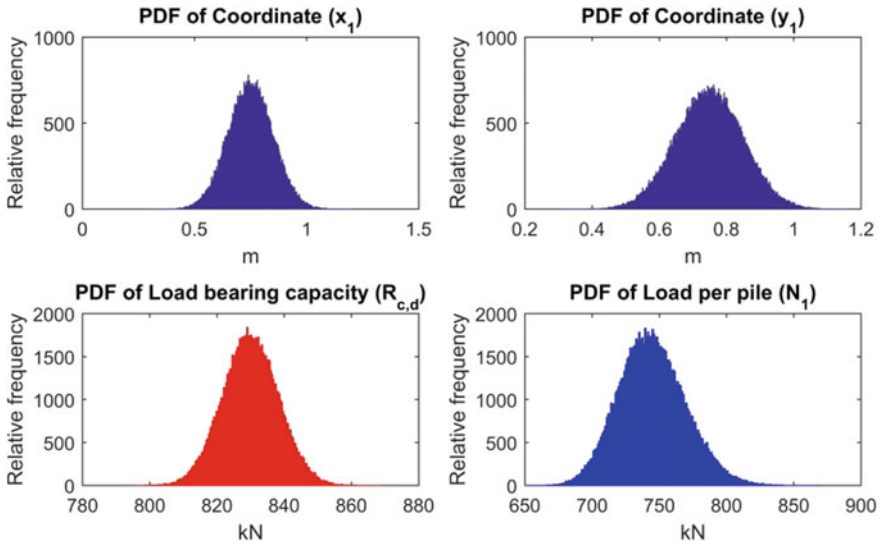 PDF of Coordinate (x₁)
Relative frequency
1000
500
0
0 0.5 1 1.5
m
PDF of Coordinate (y₁)
Relative frequency
1000
500
0
0.2 0.4 0.6 0.8 1 1.2
m
PDF of Load bearing capacity (R_c,d)
Relative frequency
2000
1500
1000
500
0
780 800 820 840 860 880
kN
PDF of Load per pile (N₁)
Relative frequency
2000
1500
1000
500
0
650 700 750 800 850 900
kN